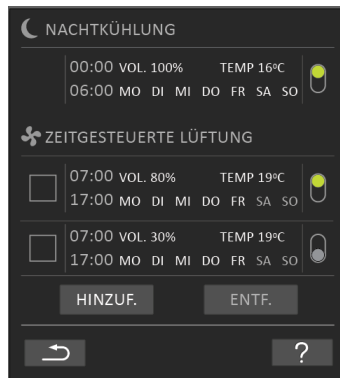 NACHTKÜHLUNG
00:00 VOL. 100% TEMP 16ºC
06:00 MO DI MI DO FR SA SO
ZEITGESTEUERTE LÜFTUNG
07:00 VOL. 80% TEMP 19ºC
17:00 MO DI MI DO FR SA SO
07:00 VOL. 30% TEMP 19ºC
17:00 MO DI MI DO FR SA SO
HINZUF. ENTF.
?